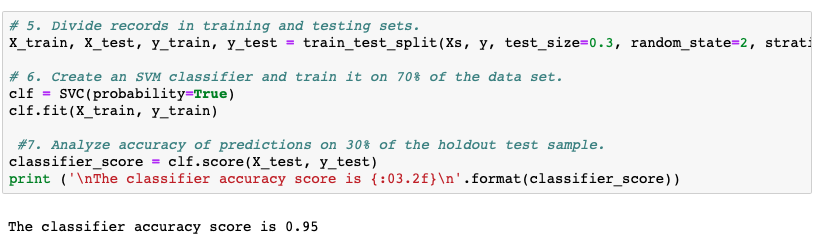 # 5. Divide records in training and testing sets.
X_train, X_test, y_train, y_test = train_test_split(Xs, y, test_size=0.3, random_state=2, strati
# 6. Create an SVM classifier and train it on 70% of the data set.
clf = SVC(probability=True)
clf.fit(X_train, y_train)
#7. Analyze accuracy of predictions on 30% of the holdout test sample.
classifier_score = clf.score(X_test, y_test)
print ('\nThe classifier accuracy score is {:03.2f}\n'.format(classifier_score))
The classifier accuracy score is 0.95